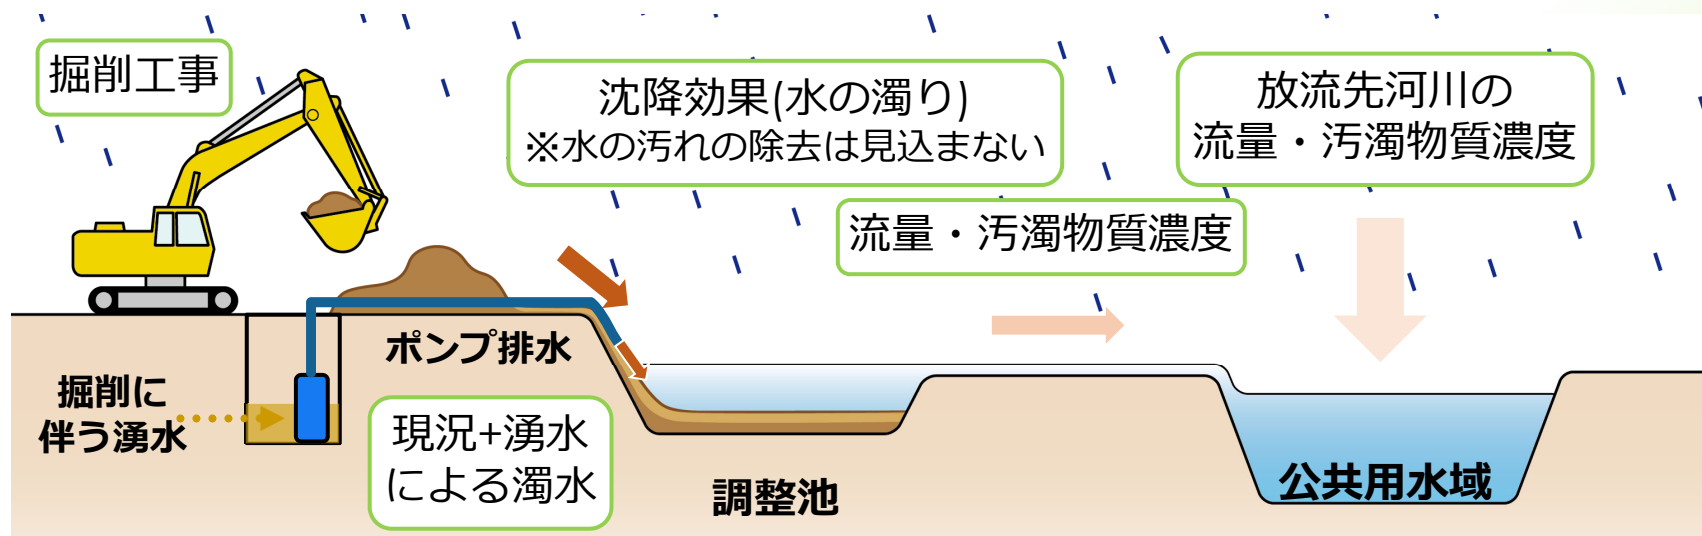 掘削工事
沈降効果(水の濁り)
※水の汚れの除去は見込まない
放流先河川の
流量・汚濁物質濃度
流量・汚濁物質濃度
ポンプ排水
掘削に
伴う湧水
現況+湧水
による濁水
調整池
公共用水域